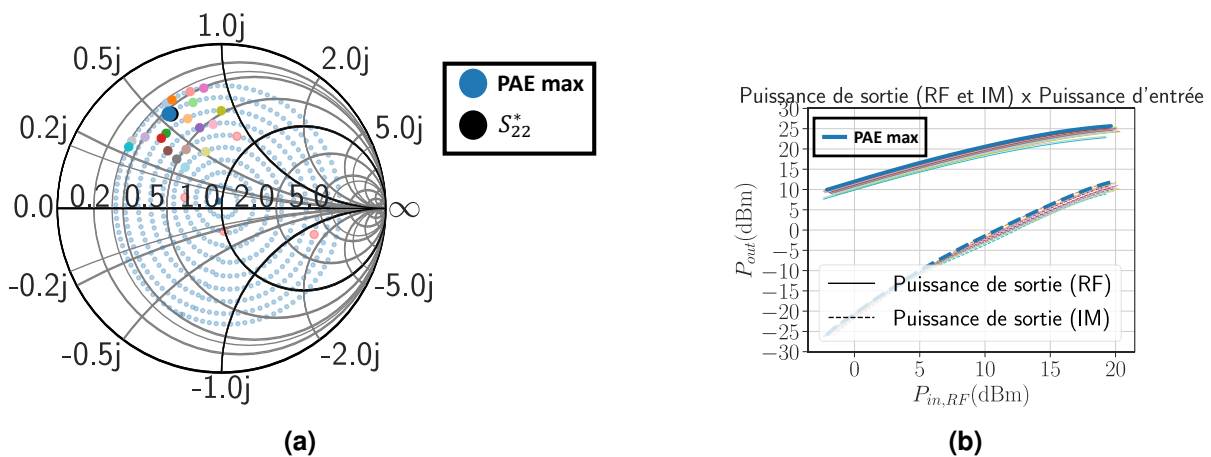 1.0j
0.5j
2.0j
0.2j
5.0j
0.0
0.2 0.5 1.0 2.0 5.0
∞
-0.2j
-5.0j
-0.5j
-2.0j
-1.0j
PAE max
S*22
(a)
Puissance de sortie (RF et IM) x Puissance d'entrée
30
25
20
15
10
5
0
−5
−10
−15
−20
−25
−30
P_out(dBm)
PAE max
Puissance de sortie (RF)
Puissance de sortie (IM)
0 5 10 15 20
P_in,RF(dBm)
(b)